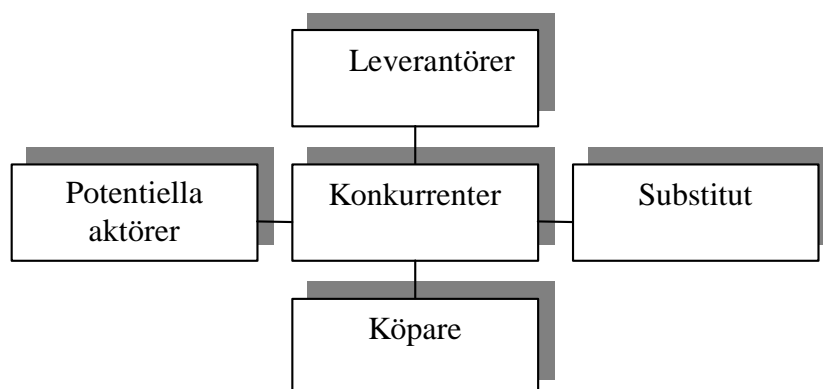 Leverantörer
Potentiella
aktörer
Konkurrenter
Substitut
Köpare